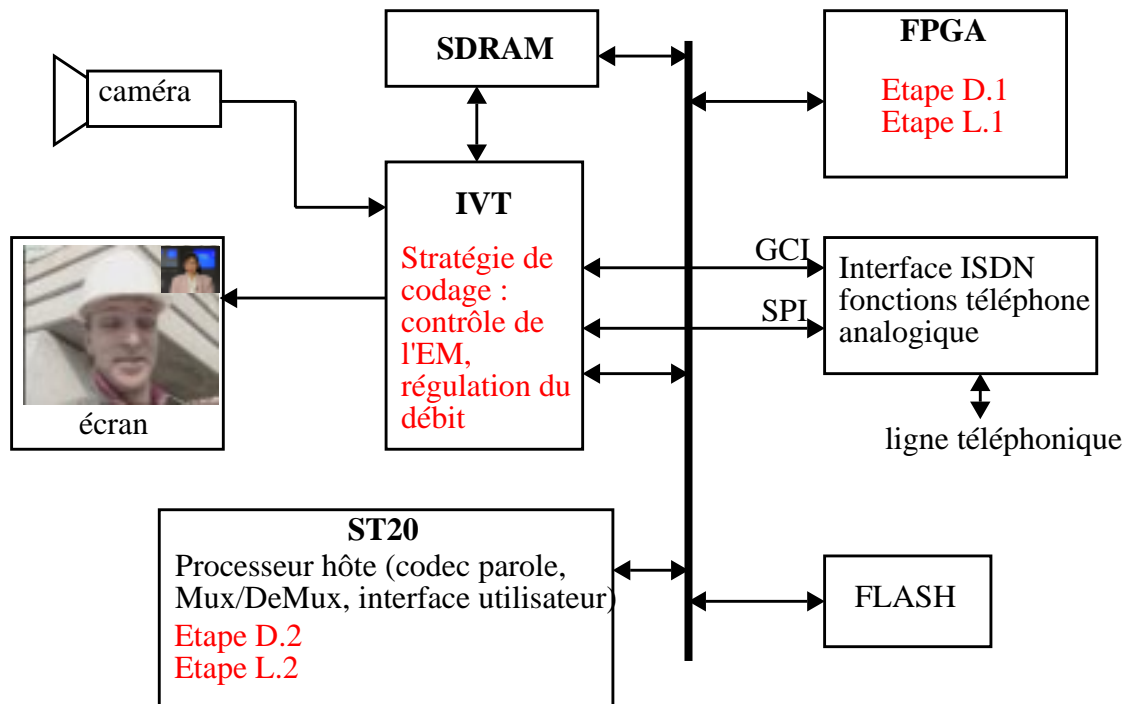 SDRAM
FPGA
Etape D.1
Etape L.1
caméra
IVT
Stratégie de
codage :
contrôle de
l'EM,
régulation du
débit
GCI
SPI
Interface ISDN
fonctions téléphone
analogique
écran
ligne téléphonique
ST20
Processeur hôte (codec parole,
Mux/DeMux, interface utilisateur)
Etape D.2
Etape L.2
FLASH